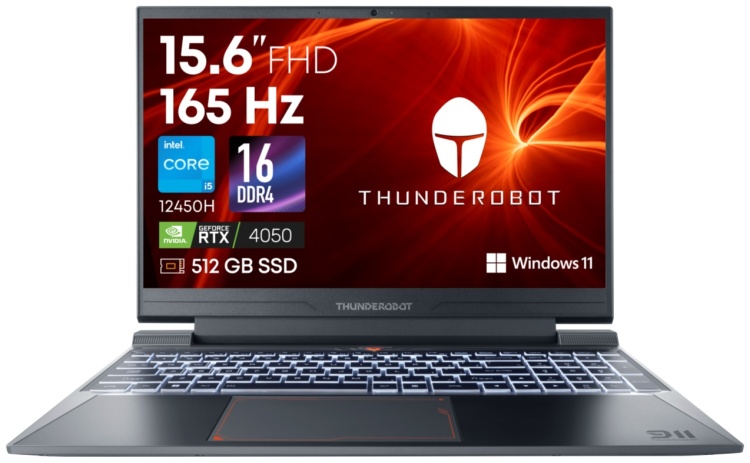 15.6″ FHD
165 Hz
intel.
CORE
i5
12450H
16
DDR4
NVIDIA.
GEFORCE
RTX
4050
512 GB SSD
THUNDEROBOT
Windows 11
THUNDEROBOT
911